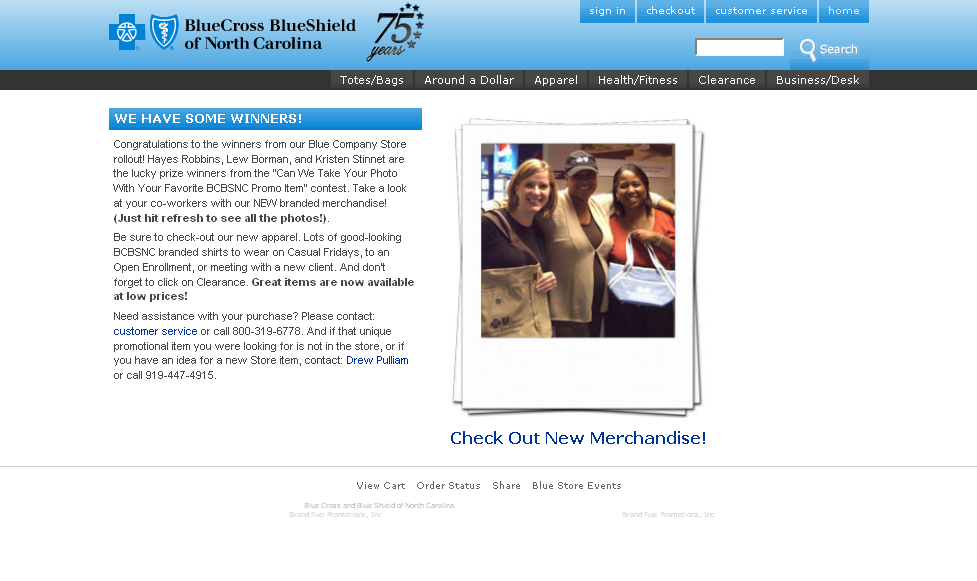 sign in checkout customer service home
BlueCross BlueShield
of North Carolina
75
years
Search
Totes/Bags Around a Dollar Apparel Health/Fitness Clearance Business/Desk
WE HAVE SOME WINNERS!
Congratulations to the winners from our Blue Company Store
rollout! Hayes Robbins, Lew Borman, and Kristen Stinnet are
the lucky prize winners from the "Can We Take Your Photo
With Your Favorite BCBSNC Promo Item" contest. Take a look
at your co-workers with our NEW branded merchandise!
(Just hit refresh to see all the photos!).
Be sure to check-out our new apparel. Lots of good-looking
BCBSNC branded shirts to wear on Casual Fridays, to an
Open Enrollment, or meeting with a new client. And don't
forget to click on Clearance. Great items are now available
at low prices!
Need assistance with your purchase? Please contact:
customer service or call 800-319-6778. And if that unique
promotional item you were looking for is not in the store, or if
you have an idea for a new Store item, contact: Drew Pulliam
or call 919-447-4915.
Check Out New Merchandise!
View Cart Order Status Share Blue Store Events
Blue Cross and Blue Shield of North Carolina
Brand Fuel Promotions, Inc Brand Fuel Promotions, Inc